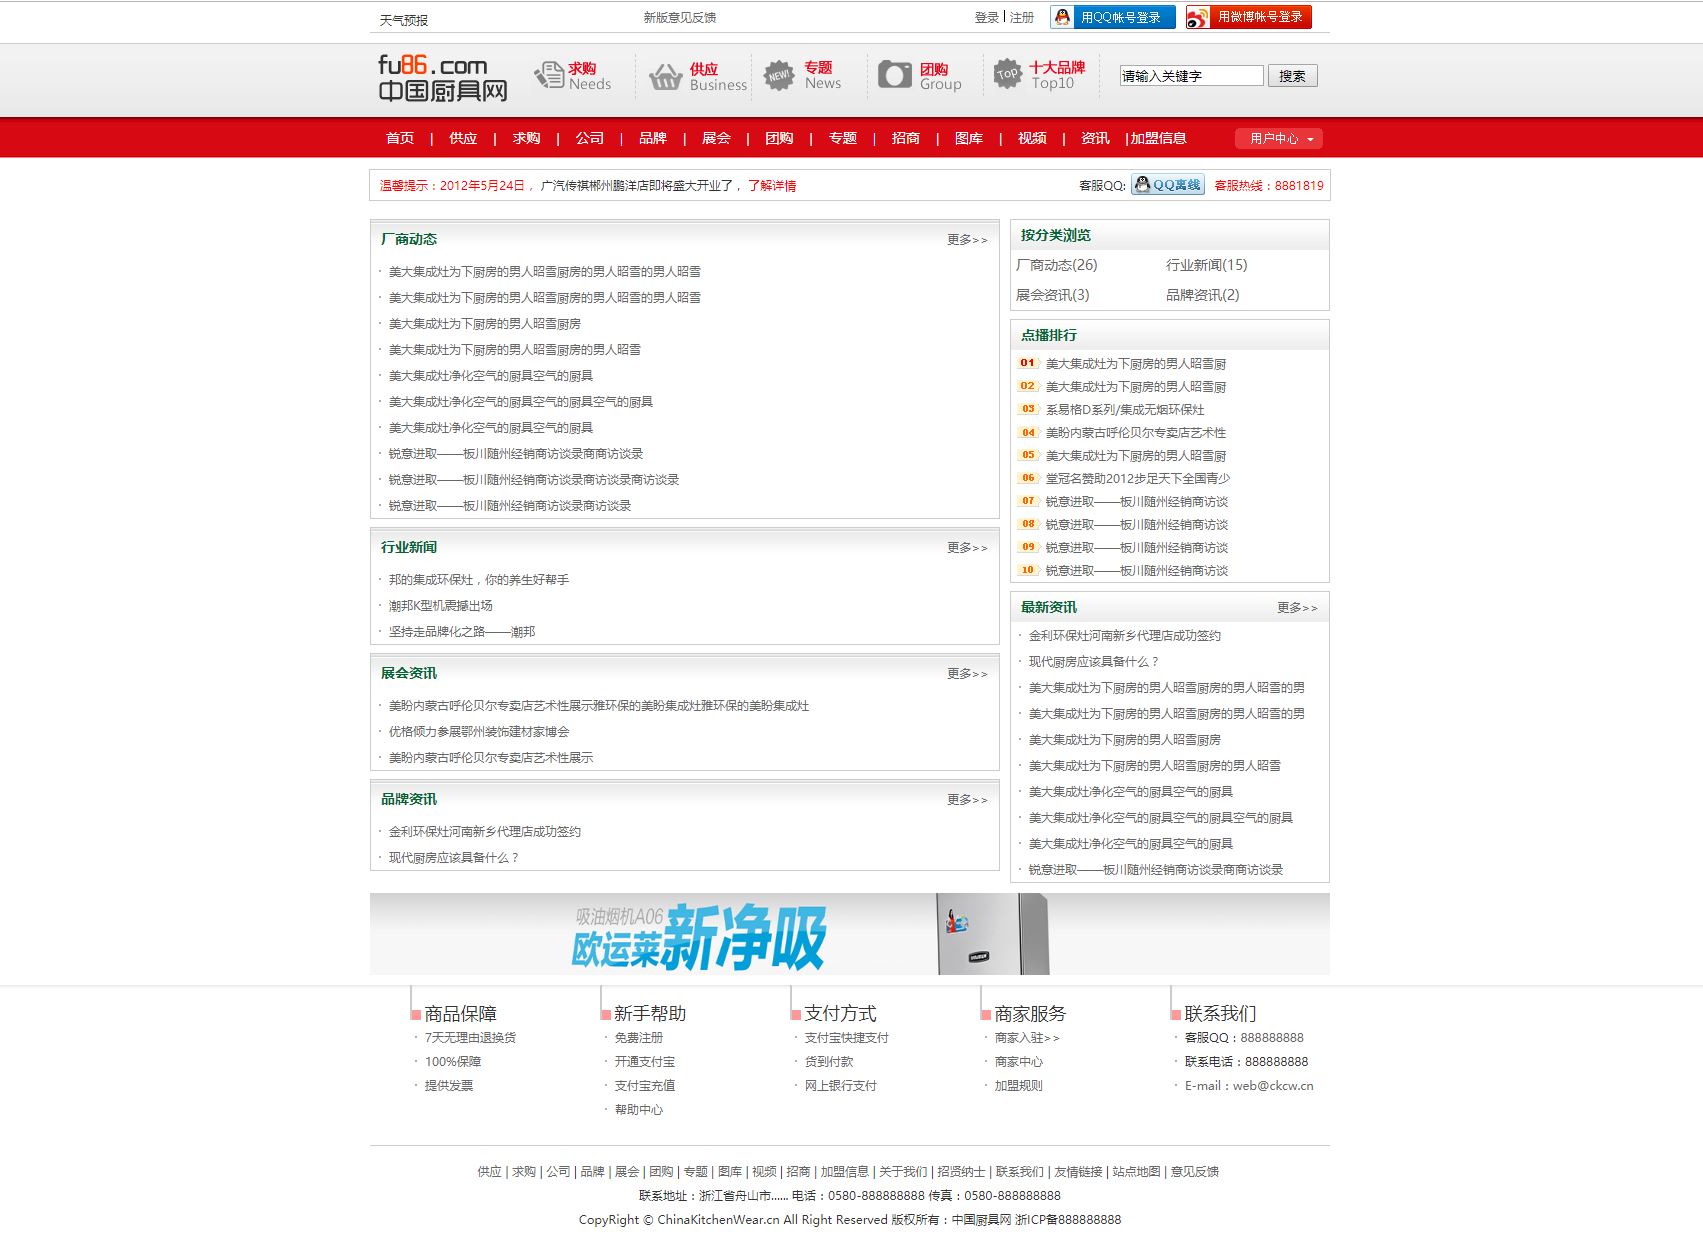 天气预报 新版意见反馈 登录 | 注册 用QQ帐号登录 用微博帐号登录
fu86.com
中国厨具网
求购 Needs
供应 Business
NEW! 专题 News
团购 Group
TOP 十大品牌 Top10
请输入关键字 搜索
首页 | 供应 | 求购 | 公司 | 品牌 | 展会 | 团购 | 专题 | 招商 | 图库 | 视频 | 资讯 |加盟信息 用户中心
温馨提示：2012年5月24日， 广汽传祺郴州鹏洋店即将盛大开业了， 了解详情 客服QQ: QQ离线 客服热线：8881819
厂商动态 更多>>
· 美大集成灶为下厨房的男人昭雪厨房的男人昭雪的男人昭雪
· 美大集成灶为下厨房的男人昭雪厨房的男人昭雪的男人昭雪
· 美大集成灶为下厨房的男人昭雪厨房
· 美大集成灶为下厨房的男人昭雪厨房的男人昭雪
· 美大集成灶净化空气的厨具空气的厨具
· 美大集成灶净化空气的厨具空气的厨具空气的厨具
· 美大集成灶净化空气的厨具空气的厨具
· 锐意进取——板川随州经销商访谈录商商访谈录
· 锐意进取——板川随州经销商访谈录商访谈录商访谈录
· 锐意进取——板川随州经销商访谈录商访谈录
行业新闻 更多>>
· 邦的集成环保灶，你的养生好帮手
· 潮邦K型机震撼出场
· 坚持走品牌化之路——潮邦
展会资讯 更多>>
· 美盼内蒙古呼伦贝尔专卖店艺术性展示雅环保的美盼集成灶雅环保的美盼集成灶
· 优格倾力参展鄂州装饰建材家博会
· 美盼内蒙古呼伦贝尔专卖店艺术性展示
品牌资讯 更多>>
· 金利环保灶河南新乡代理店成功签约
· 现代厨房应该具备什么？
按分类浏览
厂商动态(26) 行业新闻(15)
展会资讯(3) 品牌资讯(2)
点播排行
01 美大集成灶为下厨房的男人昭雪厨
02 美大集成灶为下厨房的男人昭雪厨
03 系易格D系列/集成无烟环保灶
04 美盼内蒙古呼伦贝尔专卖店艺术性
05 美大集成灶为下厨房的男人昭雪厨
06 堂冠名赞助2012步足天下全国青少
07 锐意进取——板川随州经销商访谈
08 锐意进取——板川随州经销商访谈
09 锐意进取——板川随州经销商访谈
10 锐意进取——板川随州经销商访谈
最新资讯 更多>>
· 金利环保灶河南新乡代理店成功签约
· 现代厨房应该具备什么？
· 美大集成灶为下厨房的男人昭雪厨房的男人昭雪的男
· 美大集成灶为下厨房的男人昭雪厨房的男人昭雪的男
· 美大集成灶为下厨房的男人昭雪厨房
· 美大集成灶为下厨房的男人昭雪厨房的男人昭雪
· 美大集成灶净化空气的厨具空气的厨具
· 美大集成灶净化空气的厨具空气的厨具空气的厨具
· 美大集成灶净化空气的厨具空气的厨具
· 锐意进取——板川随州经销商访谈录商商访谈录
吸油烟机A06
欧运莱新净吸
商品保障
· 7天无理由退换货
· 100%保障
· 提供发票
新手帮助
· 免费注册
· 开通支付宝
· 支付宝充值
· 帮助中心
支付方式
· 支付宝快捷支付
· 货到付款
· 网上银行支付
商家服务
· 商家入驻>>
· 商家中心
· 加盟规则
联系我们
· 客服QQ：888888888
· 联系电话：888888888
· E-mail：web@ckcw.cn
供应 | 求购 | 公司 | 品牌 | 展会 | 团购 | 专题 | 图库 | 视频 | 招商 | 加盟信息 | 关于我们 | 招贤纳士 | 联系我们 | 友情链接 | 站点地图 | 意见反馈
联系地址：浙江省舟山市...... 电话：0580-888888888 传真：0580-888888888
CopyRight © ChinaKitchenWear.cn All Right Reserved 版权所有：中国厨具网 浙ICP备888888888